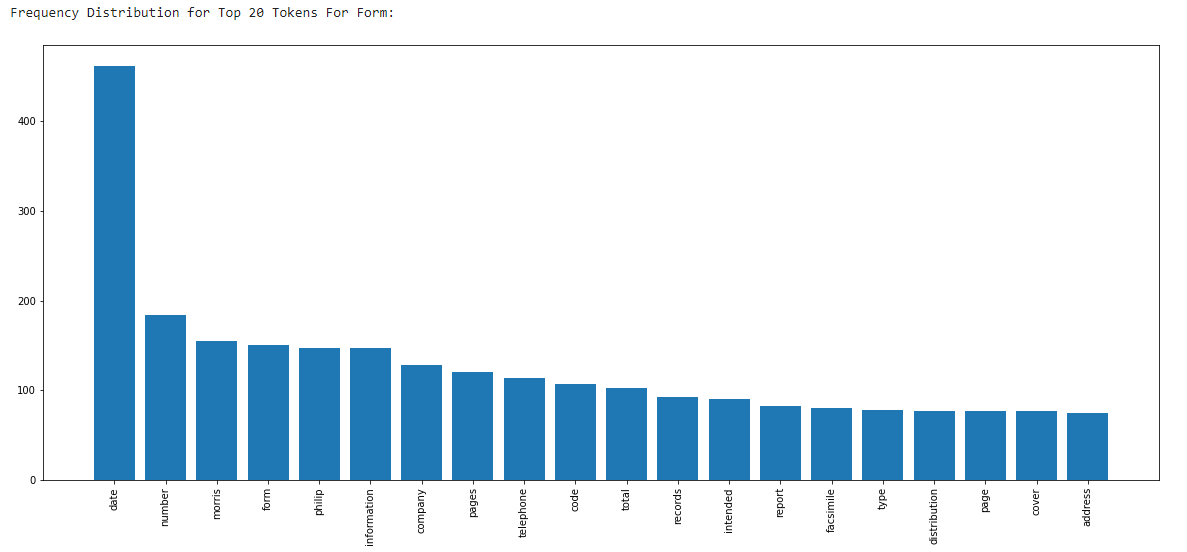 Frequency Distribution for Top 20 Tokens For Form:
400
300
200
100
0
date
number
morris
form
philip
information
company
pages
telephone
code
total
records
intended
report
facsimile
type
distribution
page
cover
address